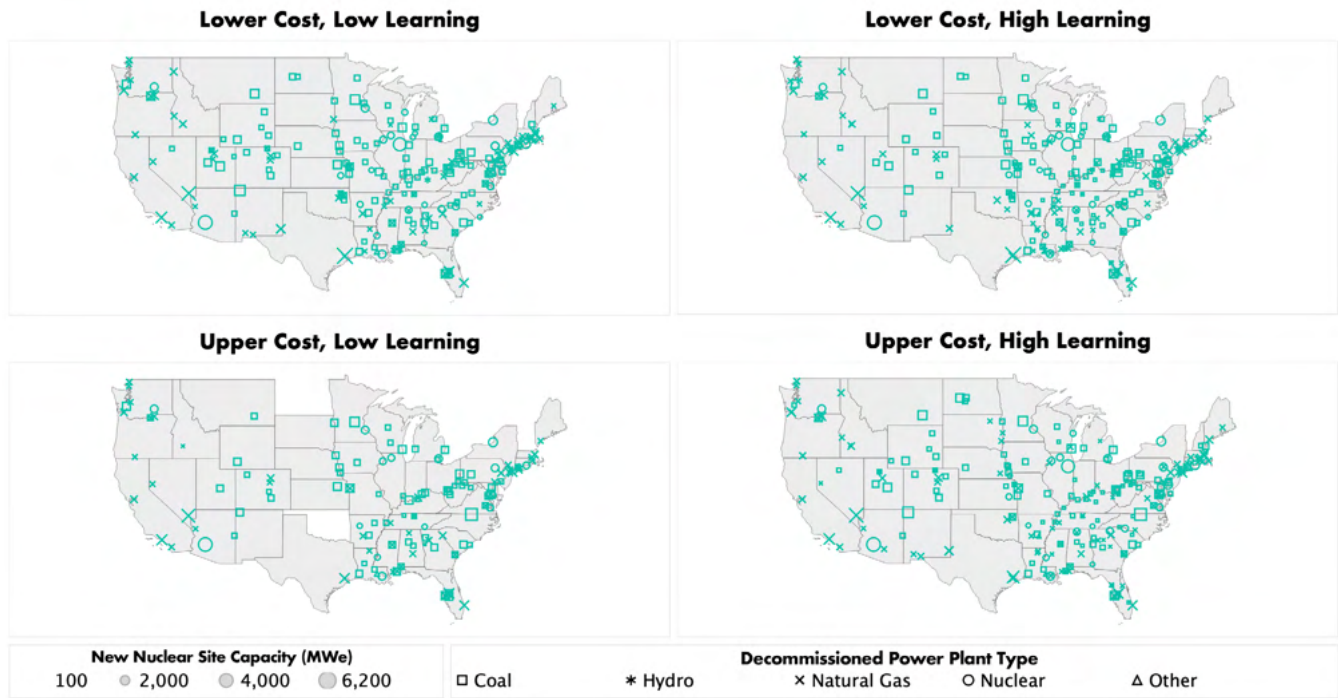 Lower Cost, Low Learning
Lower Cost, High Learning
Upper Cost, Low Learning
Upper Cost, High Learning
New Nuclear Site Capacity (MWe)
100 2,000 4,000 6,200
Decommissioned Power Plant Type
Coal Hydro Natural Gas Nuclear Other